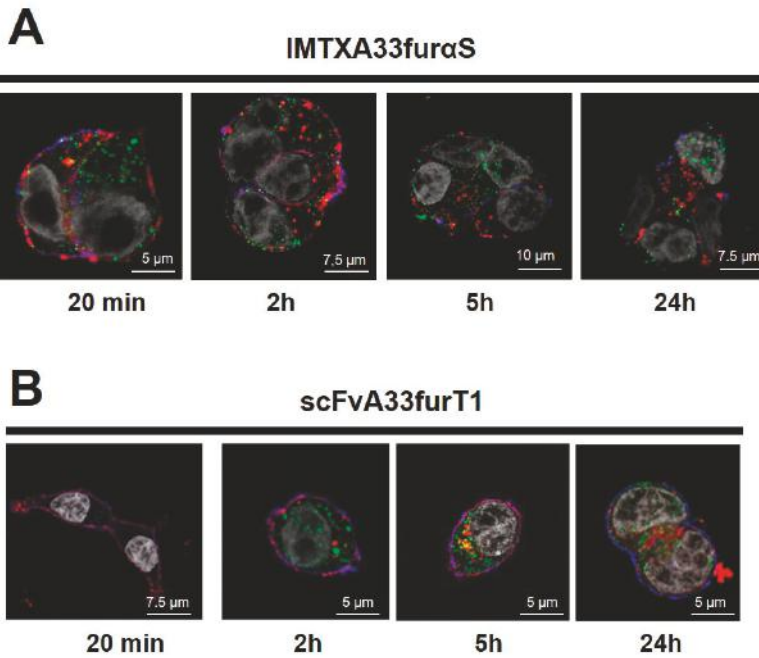 A
IMTXA33furαS
5 µm
7.5 µm
10 µm
7.5 µm
20 min
2h
5h
24h
B
scFvA33furT1
7.5 µm
5 µm
5 µm
5 µm
20 min
2h
5h
24h